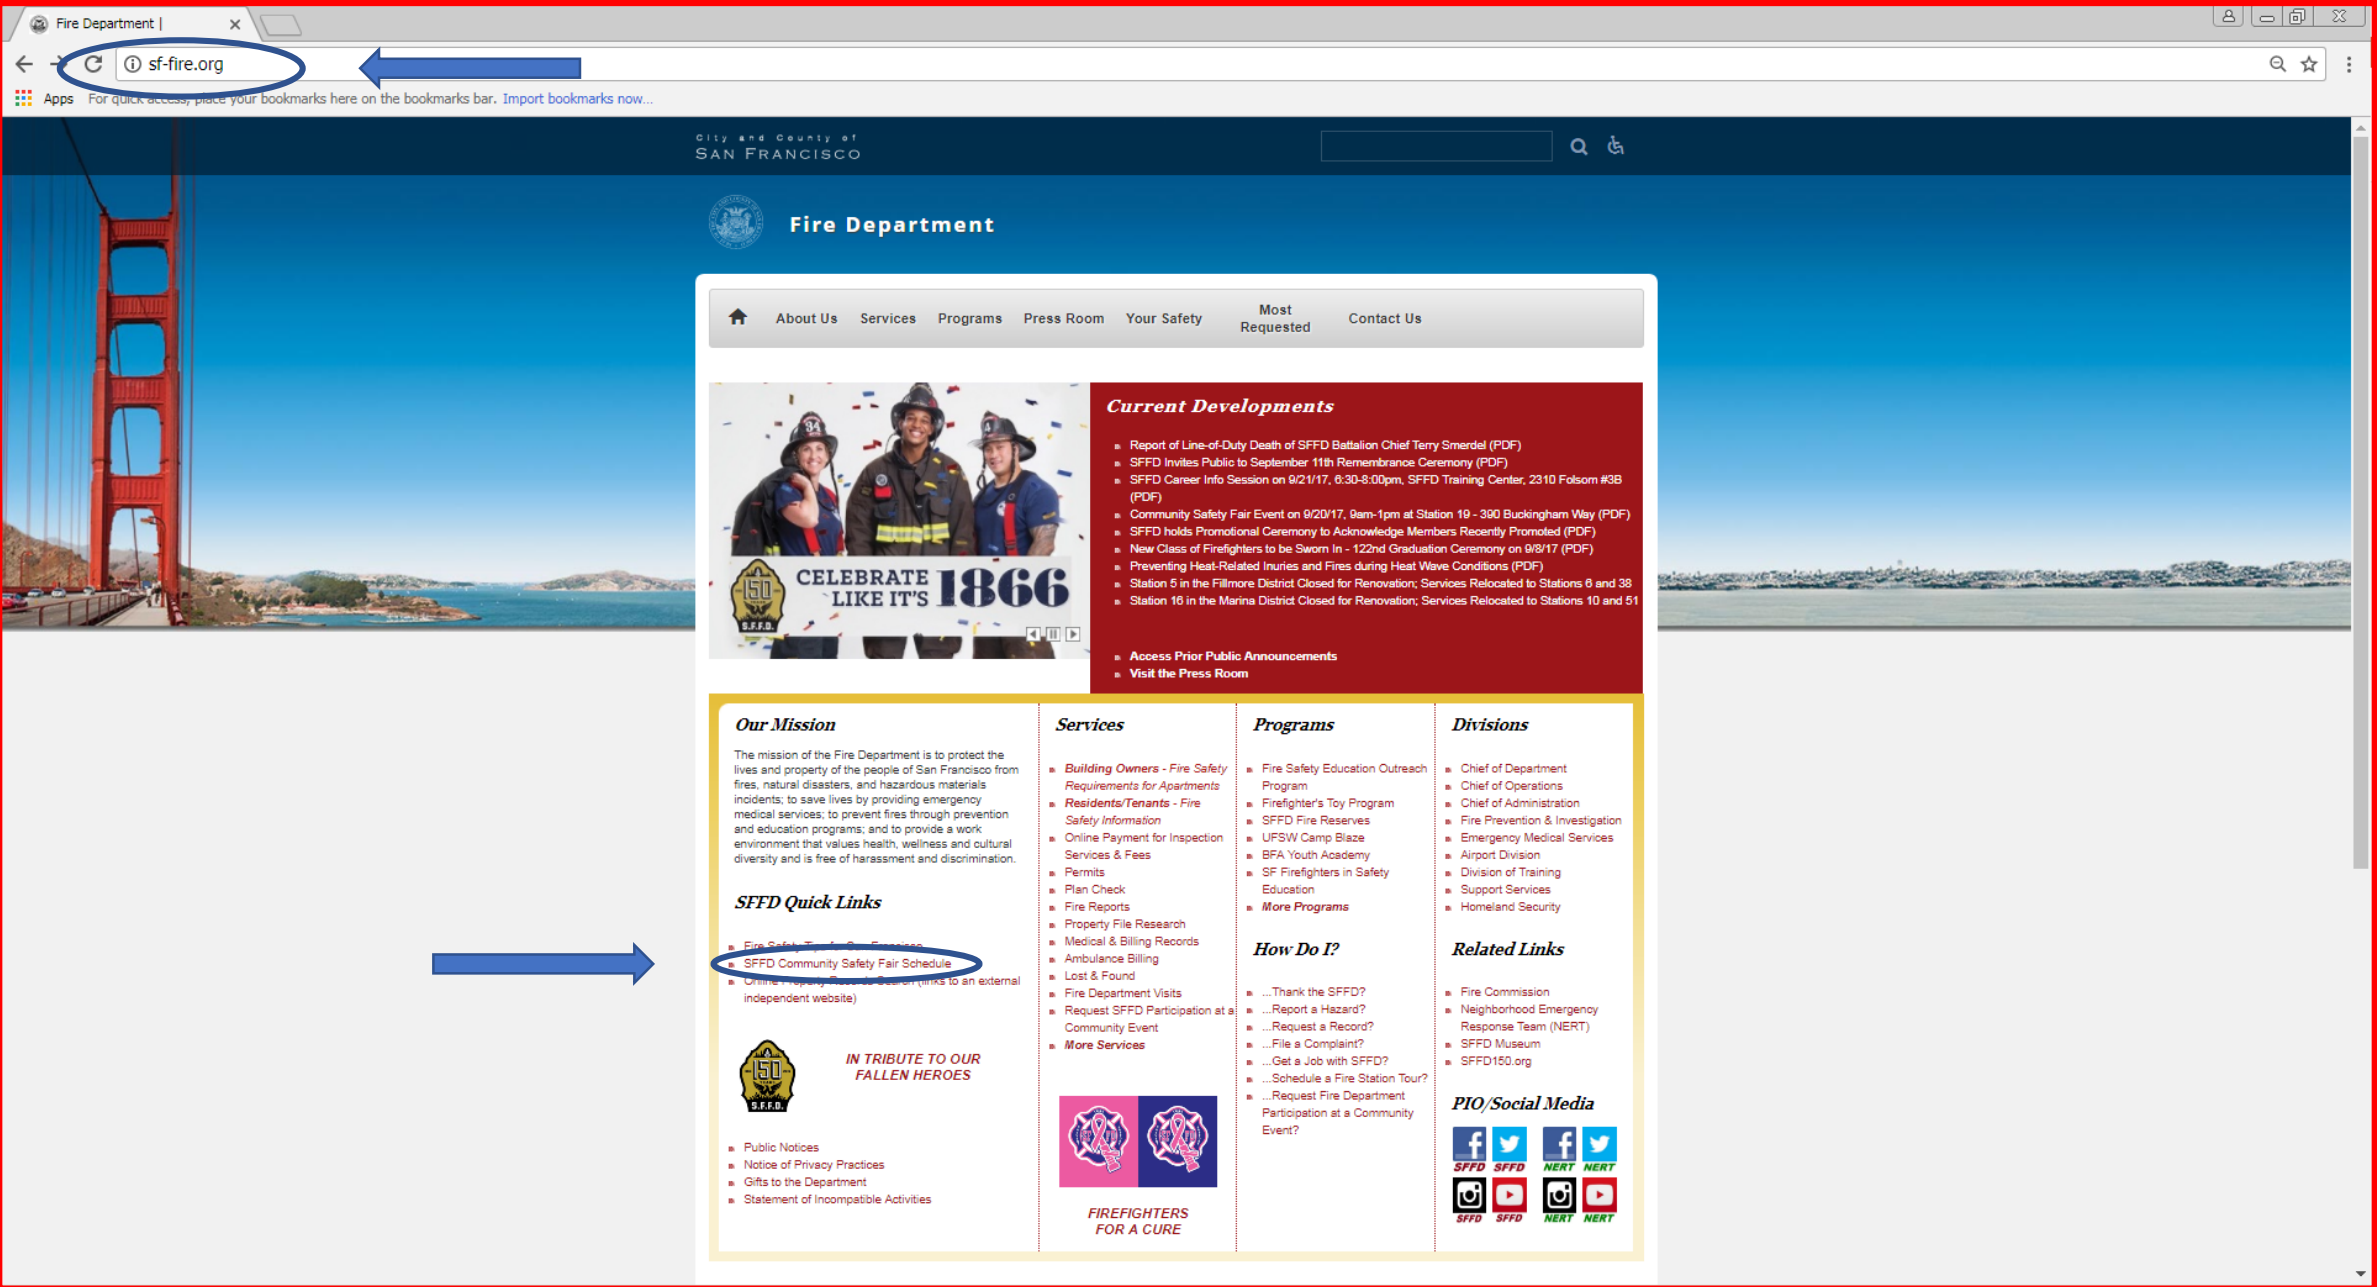 Fire Department |
sf-fire.org
Apps For quick access, place your bookmarks here on the bookmarks bar. Import bookmarks now...
City and County of
SAN FRANCISCO
Fire Department
About Us Services Programs Press Room Your Safety Most Requested Contact Us
34
4
CELEBRATE
LIKE IT'S 1866
150
S.F.F.D.
Current Developments
Report of Line-of-Duty Death of SFFD Battalion Chief Terry Smerdel (PDF)
SFFD Invites Public to September 11th Remembrance Ceremony (PDF)
SFFD Career Info Session on 9/21/17, 6:30-8:00pm, SFFD Training Center, 2310 Folsom #3B
(PDF)
Community Safety Fair Event on 9/20/17, 9am-1pm at Station 19 - 390 Buckingham Way (PDF)
SFFD holds Promotional Ceremony to Acknowledge Members Recently Promoted (PDF)
New Class of Firefighters to be Sworn In - 122nd Graduation Ceremony on 9/8/17 (PDF)
Preventing Heat-Related Inuries and Fires during Heat Wave Conditions (PDF)
Station 5 in the Fillmore District Closed for Renovation; Services Relocated to Stations 6 and 38
Station 16 in the Marina District Closed for Renovation; Services Relocated to Stations 10 and 51
Access Prior Public Announcements
Visit the Press Room
Our Mission
The mission of the Fire Department is to protect the
lives and property of the people of San Francisco from
fires, natural disasters, and hazardous materials
incidents; to save lives by providing emergency
medical services; to prevent fires through prevention
and education programs; and to provide a work
environment that values health, wellness and cultural
diversity and is free of harassment and discrimination.
SFFD Quick Links
Fire Safety Tips for San Francisco
SFFD Community Safety Fair Schedule
Online Property Records Search (links to an external
independent website)
150
YEARS
S.F.F.D.
IN TRIBUTE TO OUR
FALLEN HEROES
Public Notices
Notice of Privacy Practices
Gifts to the Department
Statement of Incompatible Activities
Services
Building Owners - Fire Safety
Requirements for Apartments
Residents/Tenants - Fire
Safety Information
Online Payment for Inspection
Services & Fees
Permits
Plan Check
Fire Reports
Property File Research
Medical & Billing Records
Ambulance Billing
Lost & Found
Fire Department Visits
Request SFFD Participation at a
Community Event
More Services
FIREFIGHTERS
FOR A CURE
Programs
Fire Safety Education Outreach
Program
Firefighter's Toy Program
SFFD Fire Reserves
UFSW Camp Blaze
BFA Youth Academy
SF Firefighters in Safety
Education
More Programs
How Do I?
...Thank the SFFD?
...Report a Hazard?
...Request a Record?
...File a Complaint?
...Get a Job with SFFD?
...Schedule a Fire Station Tour?
...Request Fire Department
Participation at a Community
Event?
Divisions
Chief of Department
Chief of Operations
Chief of Administration
Fire Prevention & Investigation
Emergency Medical Services
Airport Division
Division of Training
Support Services
Homeland Security
Related Links
Fire Commission
Neighborhood Emergency
Response Team (NERT)
SFFD Museum
SFFD150.org
PIO/Social Media
SFFD SFFD NERT NERT
SFFD SFFD NERT NERT